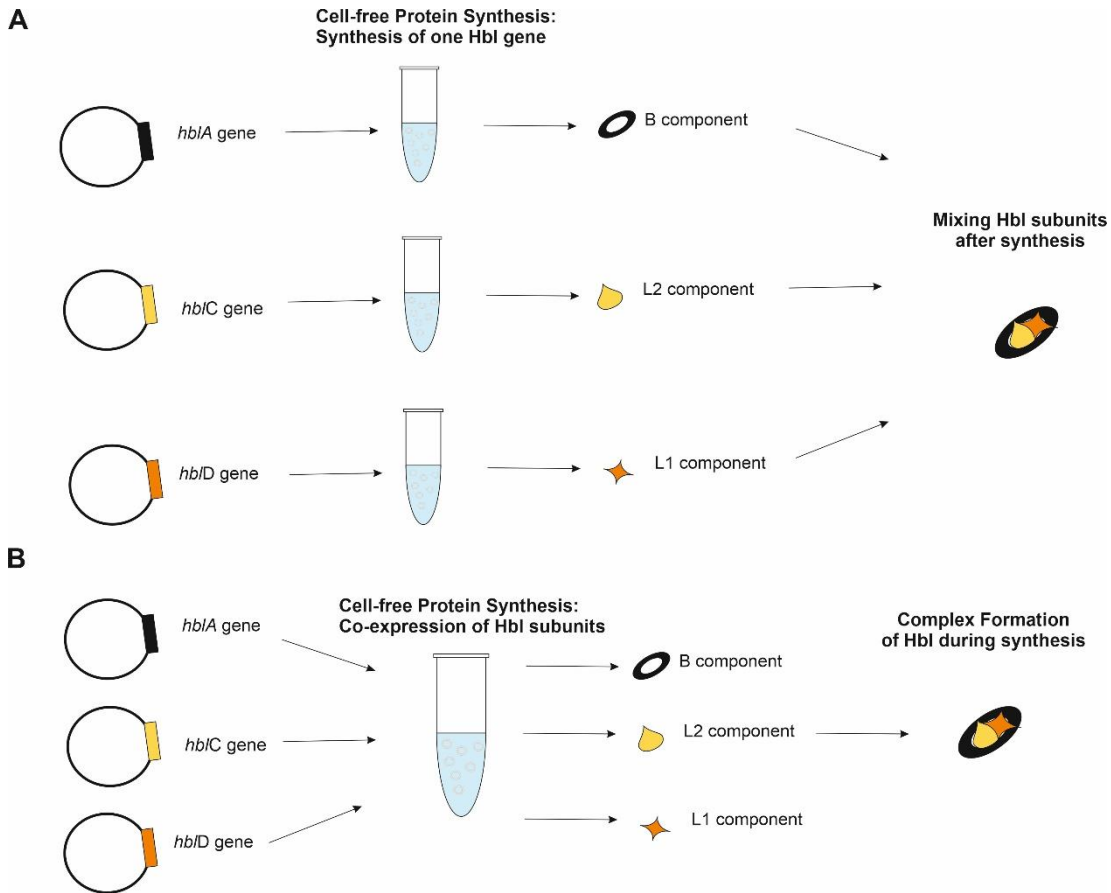 A
Cell-free Protein Synthesis:
Synthesis of one Hbl gene
hblA gene
B component
hblC gene
L2 component
Mixing Hbl subunits
after synthesis
hblD gene
L1 component
B
Cell-free Protein Synthesis:
Co-expression of Hbl subunits
Complex Formation
of Hbl during synthesis
hblA gene
B component
hblC gene
L2 component
hblD gene
L1 component